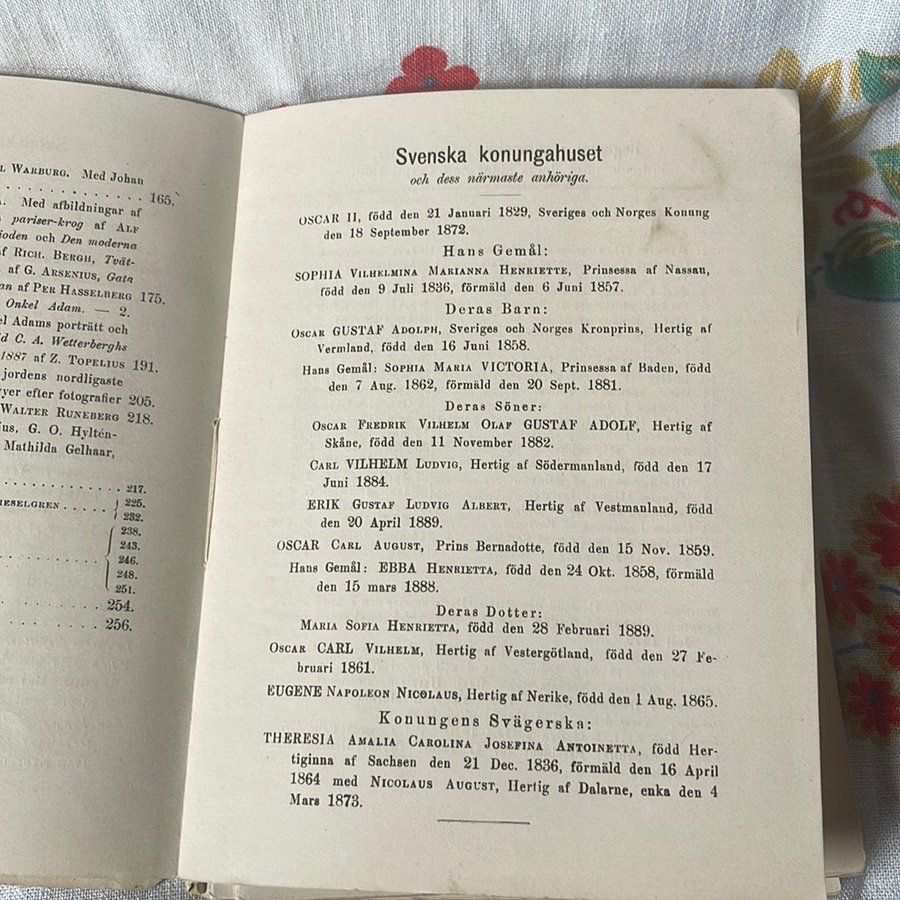 L WARBURG. Med Johan
. . . . . . . . . . . . 165.
A. Med afbildningar af
pariser-krog af ALF
ioden och Den moderna
af RICH. BERGH, Tvät-
af G. ARSENIUS, Gata
an af PER HASSELBERG 175.
Onkel Adam. — 2.
el Adams porträtt och
d C. A. Wetterberghs
1887 af Z. TOPELIUS 191.
jordens nordligaste
yer efter fotografier 205.
WALTER RUNEBERG 218.
ius, G. O. Hyltén-
Mathilda Gelhaar,
. . . . . . . . . . . . 217.
IESELGREN . . . . . 225.
232.
238.
243.
246.
248.
251.
. . . . . . . . . . . . 254.
. . . . . . . . . . . . 256.
Svenska konungahuset
och dess närmaste anhöriga.
OSCAR II, född den 21 Januari 1829, Sveriges och Norges Konung
den 18 September 1872.
Hans Gemål:
SOPHIA VILHELMINA MARIANNA HENRIETTE, Prinsessa af Nassau,
född den 9 Juli 1836, förmäld den 6 Juni 1857.
Deras Barn:
OSCAR GUSTAF ADOLPH, Sveriges och Norges Kronprins, Hertig af
Vermland, född den 16 Juni 1858.
Hans Gemål: SOPHIA MARIA VICTORIA, Prinsessa af Baden, född
den 7 Aug. 1862, förmäld den 20 Sept. 1881.
Deras Söner:
OSCAR FREDRIK VILHELM OLAF GUSTAF ADOLF, Hertig af
Skåne, född den 11 November 1882.
CARL VILHELM LUDVIG, Hertig af Södermanland, född den 17
Juni 1884.
ERIK GUSTAF LUDVIG ALBERT, Hertig af Vestmanland, född
den 20 April 1889.
OSCAR CARL AUGUST, Prins Bernadotte, född den 15 Nov. 1859.
Hans Gemål: EBBA HENRIETTA, född den 24 Okt. 1858, förmäld
den 15 mars 1888.
Deras Dotter:
MARIA SOFIA HENRIETTA, född den 28 Februari 1889.
OSCAR CARL VILHELM, Hertig af Vestergötland, född den 27 Fe-
bruari 1861.
EUGENE NAPOLEON NICOLAUS, Hertig af Nerike, född den 1 Aug. 1865.
Konungens Svägerska:
THERESIA AMALIA CAROLINA JOSEFINA ANTOINETTA, född Her-
tiginna af Sachsen den 21 Dec. 1836, förmäld den 16 April
1864 med NICOLAUS AUGUST, Hertig af Dalarne, enka den 4
Mars 1873.